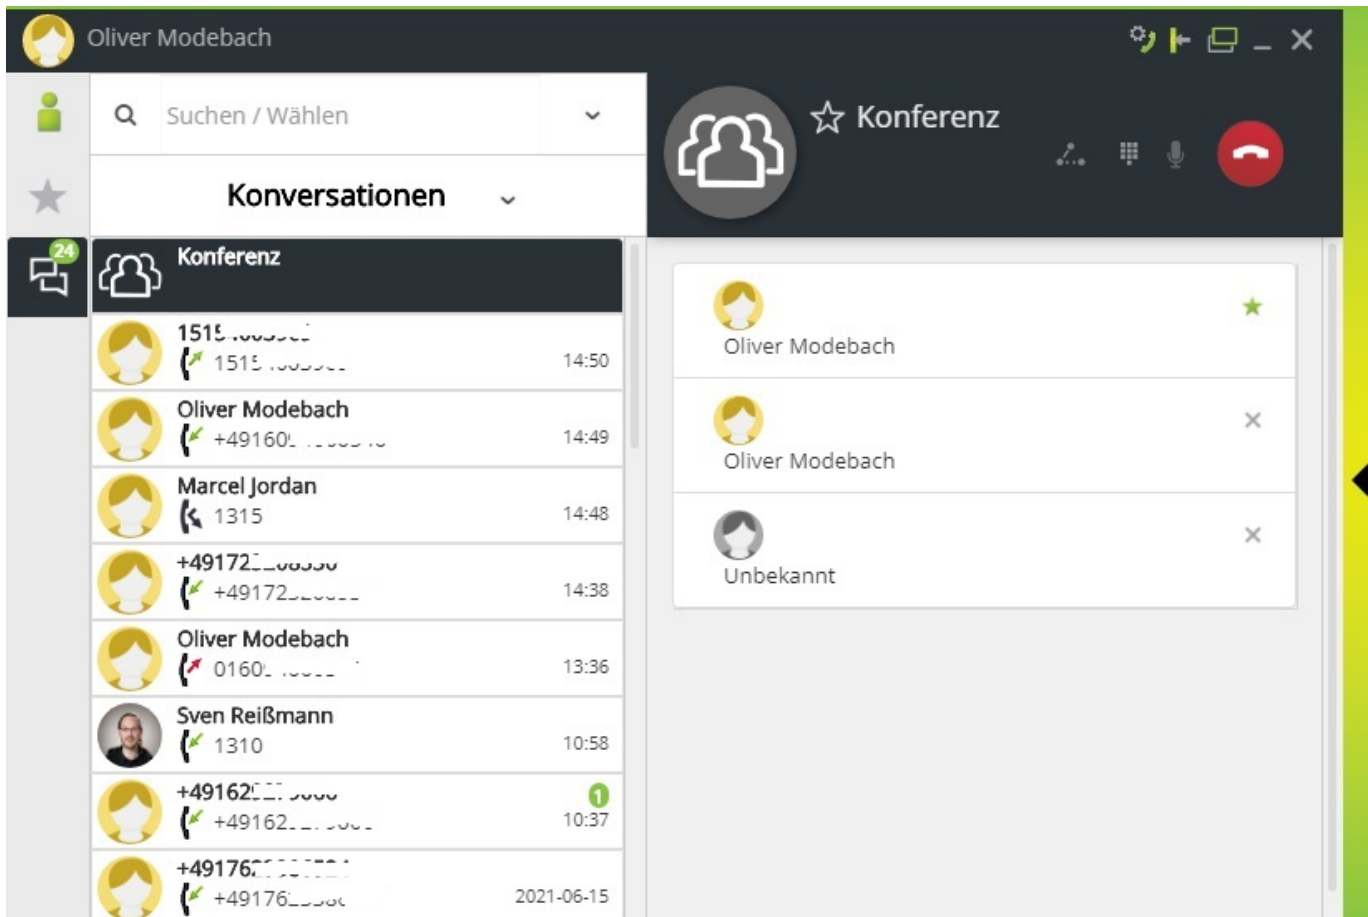 Oliver Modebach
Suchen / Wählen
Konferenz
Konversationen
24
Konferenz
14:50
Oliver Modebach
14:49
Marcel Jordan
1315
14:48
14:38
Oliver Modebach
13:36
Sven Reißmann
1310
10:58
1
10:37
2021-06-15
Oliver Modebach
Oliver Modebach
Unbekannt